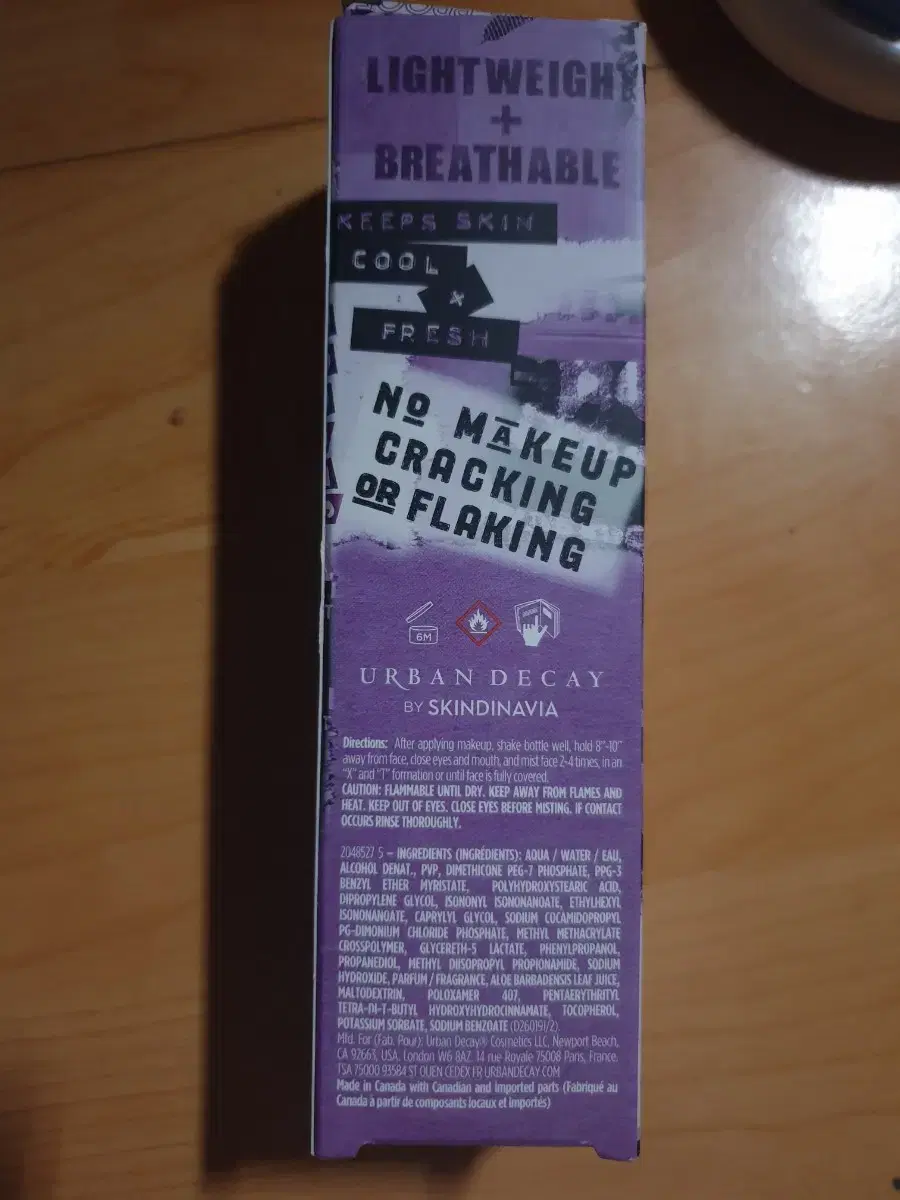 LIGHTWEIGHT
+
BREATHABLE
KEEPS SKIN
COOL
×
FRESH
NO MAKEUP
CRACKING
OR FLAKING
6M
URBAN DECAY
BY SKINDINAVIA
Directions: After applying makeup, shake bottle well, hold 8"-10"
away from face, close eyes and mouth, and mist face 2-4 times, in an
"X" and "T" formation or until face is fully covered.
CAUTION: FLAMMABLE UNTIL DRY. KEEP AWAY FROM FLAMES AND
HEAT. KEEP OUT OF EYES. CLOSE EYES BEFORE MISTING. IF CONTACT
OCCURS RINSE THOROUGHLY.
2048527 5 – INGREDIENTS (INGRÉDIENTS): AQUA / WATER / EAU,
ALCOHOL DENAT., PVP, DIMETHICONE PEG-7 PHOSPHATE, PPG-3
BENZYL ETHER MYRISTATE, POLYHYDROXYSTEARIC ACID,
DIPROPYLENE GLYCOL, ISONONYL ISONONANOATE, ETHYLHEXYL
ISONONANOATE, CAPRYLYL GLYCOL, SODIUM COCAMIDOPROPYL
PG-DIMONIUM CHLORIDE PHOSPHATE, METHYL METHACRYLATE
CROSSPOLYMER, GLYCERETH-5 LACTATE, PHENYLPROPANOL,
PROPANEDIOL, METHYL DIISOPROPYL PROPIONAMIDE, SODIUM
HYDROXIDE, PARFUM / FRAGRANCE, ALOE BARBADENSIS LEAF JUICE,
MALTODEXTRIN, POLOXAMER 407, PENTAERYTHRITYL
TETRA-DI-T-BUTYL HYDROXYHYDROCINNAMATE, TOCOPHEROL,
POTASSIUM SORBATE, SODIUM BENZOATE (D260191/2).
Mfd. For (Fab. Pour): Urban Decay® Cosmetics LLC, Newport Beach,
CA 92663, USA. London W6 8AZ. 14 rue Royale 75008 Paris, France.
TSA 75000 93584 ST OUEN CEDEX FR URBANDECAY.COM
Made in Canada with Canadian and imported parts (Fabriqué au
Canada à partir de composants locaux et importés)